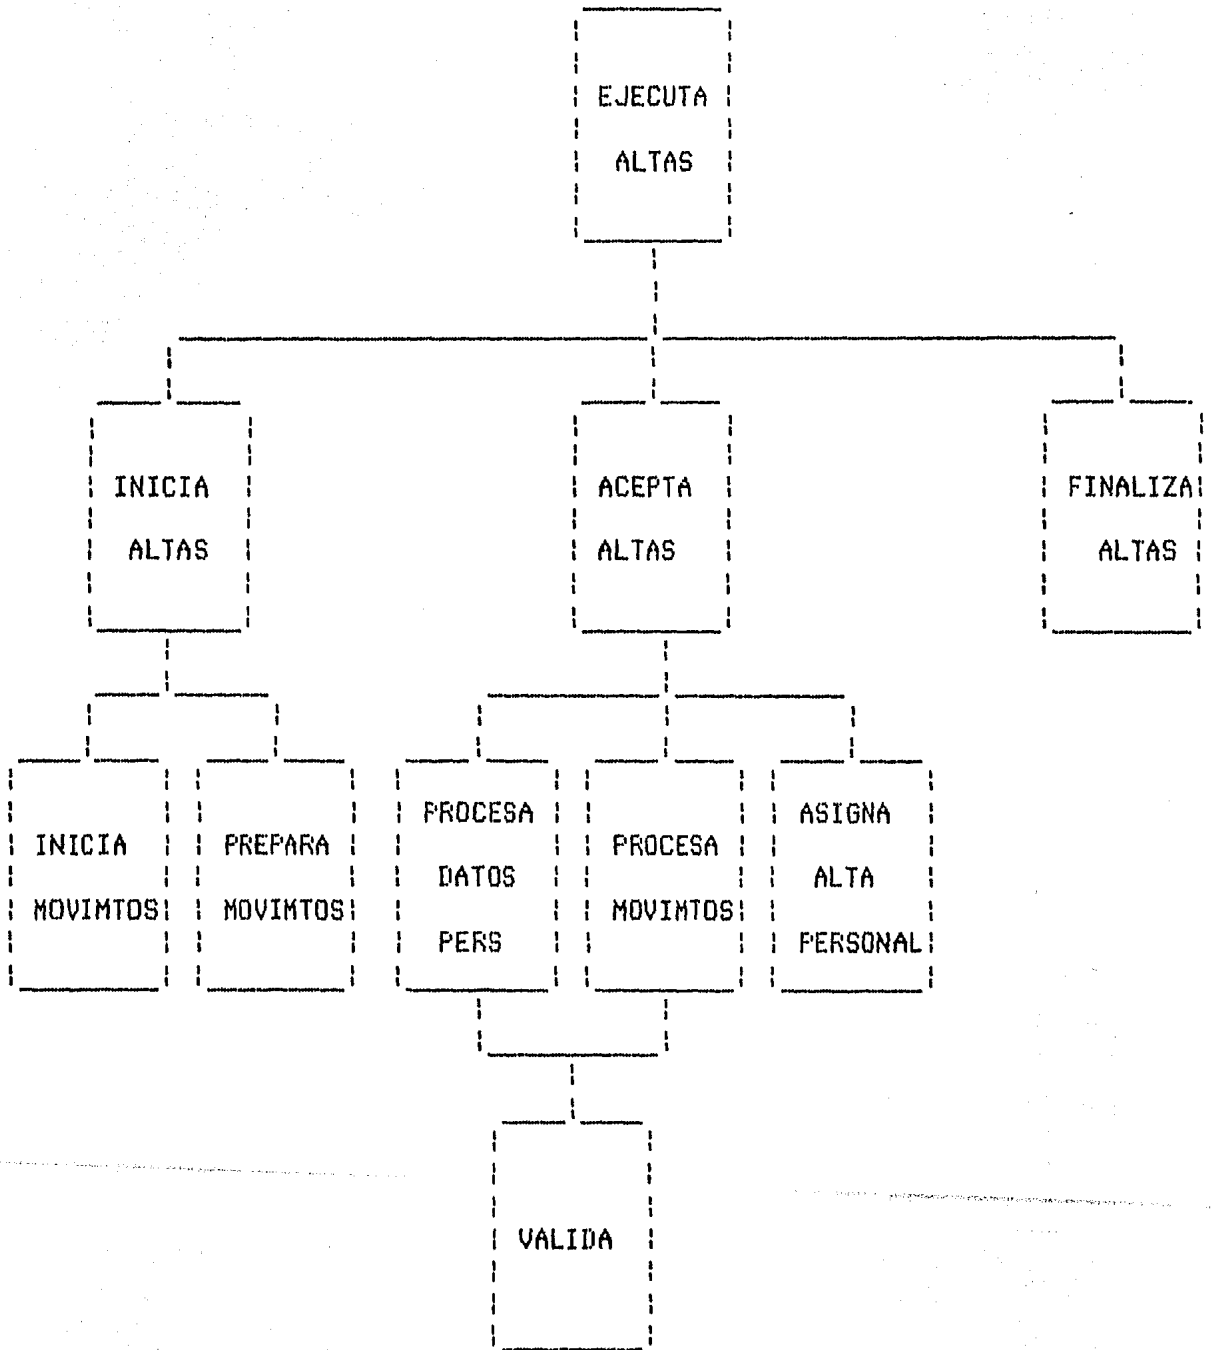 EJECUTA
ALTAS
INICIA
ALTAS
ACEPTA
ALTAS
FINALIZA
ALTAS
INICIA
MOVIMTOS
PREPARA
MOVIMTOS
PROCESA
DATOS
PERS
PROCESA
MOVIMTOS
ASIGNA
ALTA
PERSONAL
VALIDA